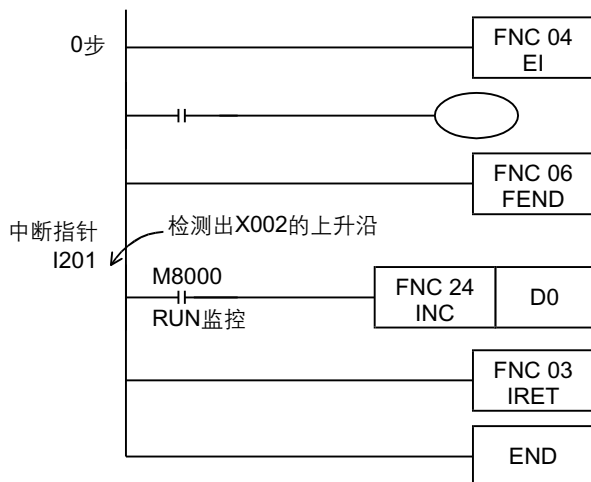 0步
FNC 04
EI
FNC 06
FEND
中断指针
I201
检测出X002的上升沿
M8000
RUN监控
FNC 24
INC
D0
FNC 03
IRET
END